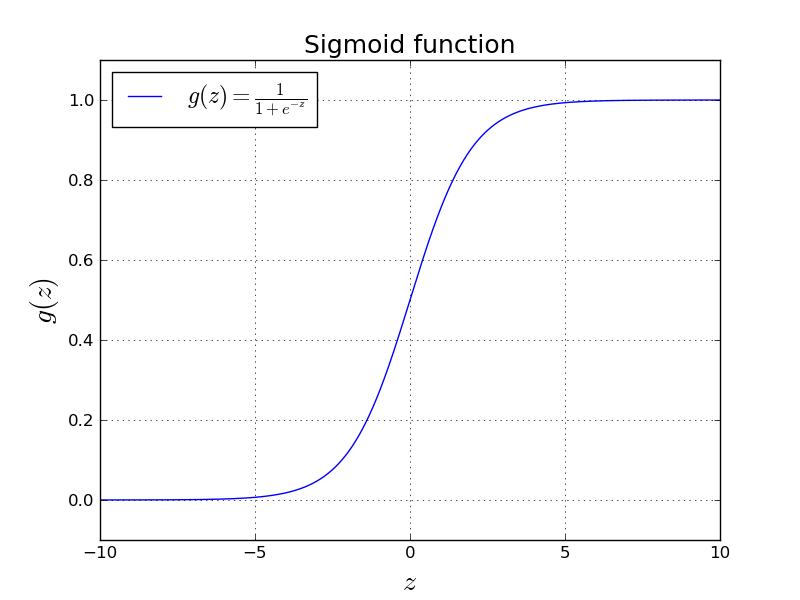 Sigmoid function
g(z) = \frac{1}{1+e^{-z}}
1.0
0.8
0.6
0.4
0.2
0.0
g(z)
−10 −5 0 5 10
z